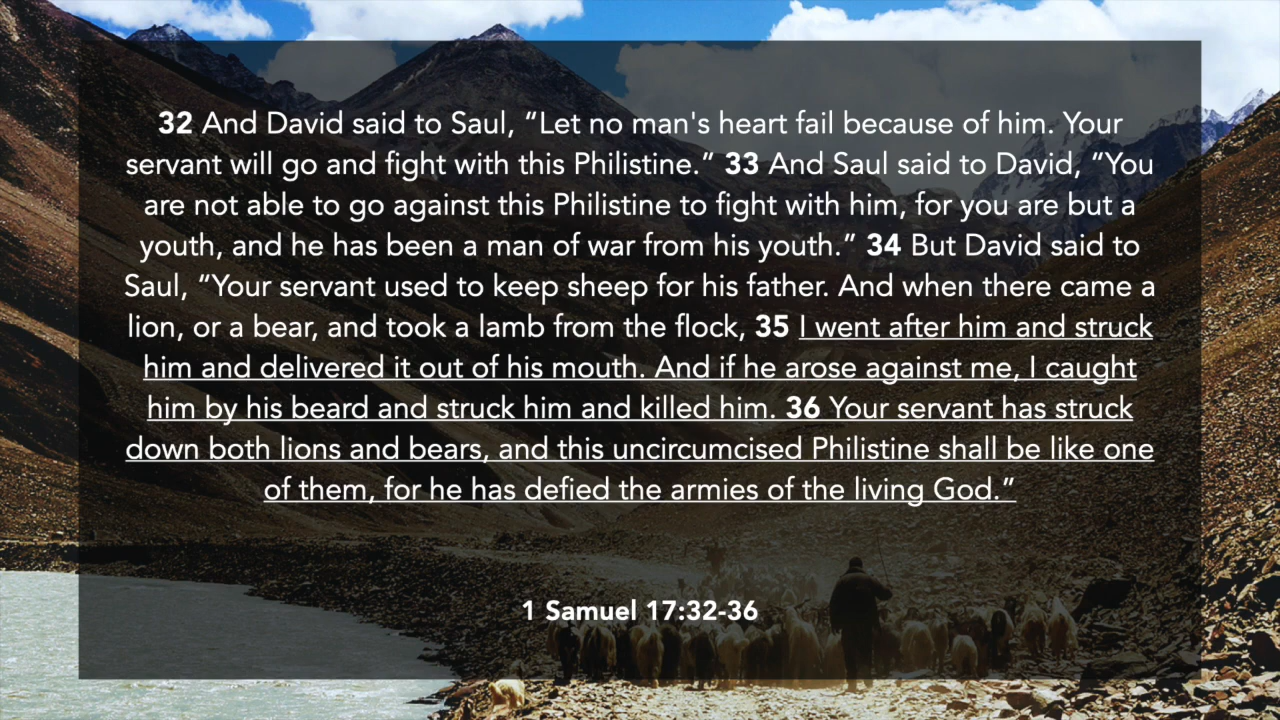 32 And David said to Saul, “Let no man's heart fail because of him. Your
servant will go and fight with this Philistine.” 33 And Saul said to David, “You
are not able to go against this Philistine to fight with him, for you are but a
youth, and he has been a man of war from his youth.” 34 But David said to
Saul, “Your servant used to keep sheep for his father. And when there came a
lion, or a bear, and took a lamb from the flock, 35 I went after him and struck
him and delivered it out of his mouth. And if he arose against me, I caught
him by his beard and struck him and killed him. 36 Your servant has struck
down both lions and bears, and this uncircumcised Philistine shall be like one
of them, for he has defied the armies of the living God.”
1 Samuel 17:32-36